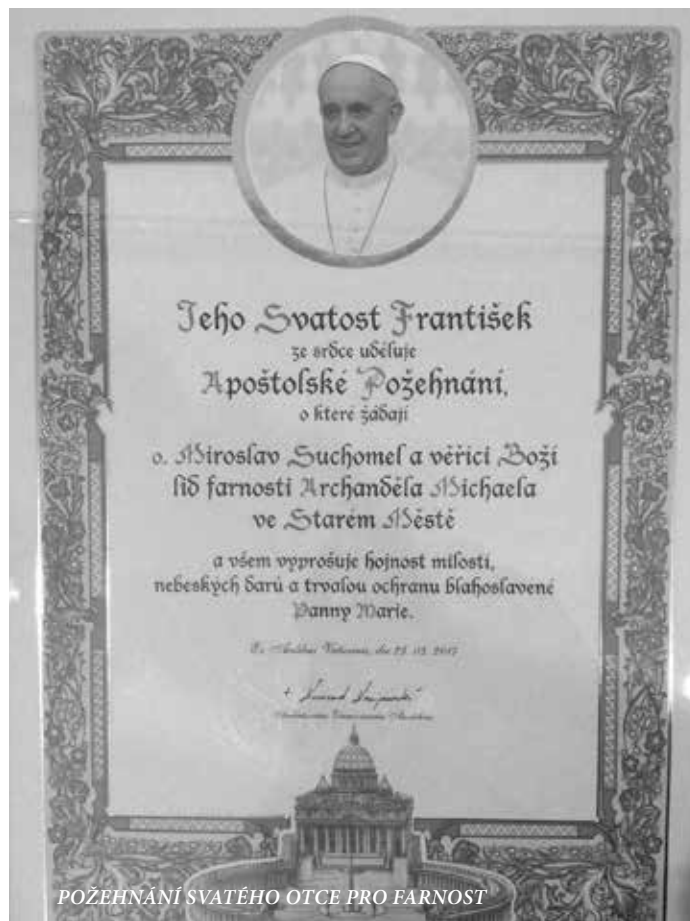 Jeho Svatost František
ze srdce uděluje
Apoštolské Požehnání,
o které žádají
o. Miroslav Suchomel a věřící Boží
lid farnosti Archanděla Michaela
ve Starém Městě
a všem vyprošuje hojnost milostí,
nebeských darů a trvalou ochranu blahoslavené
Panny Marie.
2017
POŽEHNÁNÍ SVATÉHO OTCE PRO FARNOST